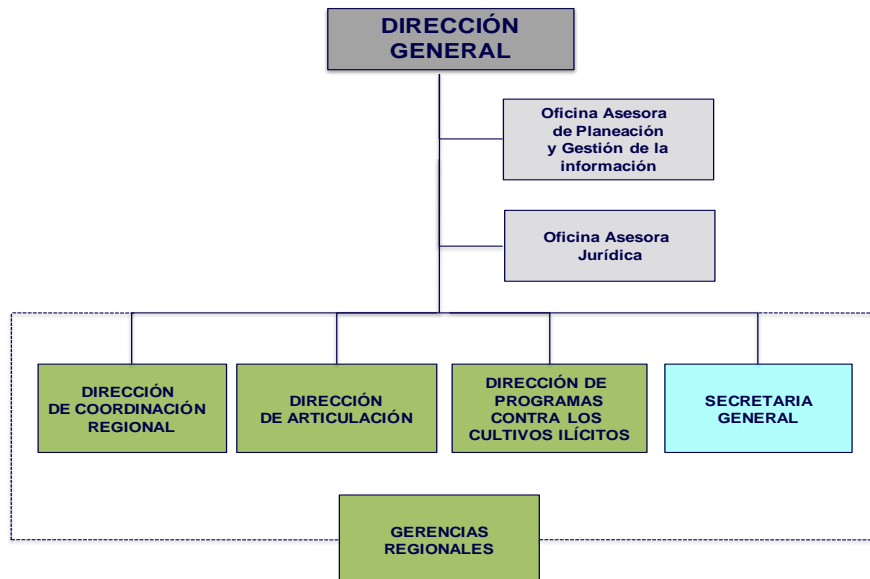 DIRECCIÓN
GENERAL
Oficina Asesora
de Planeación
y Gestión de la
información
Oficina Asesora
Jurídica
DIRECCIÓN
DE COORDINACIÓN
REGIONAL
DIRECCIÓN
DE ARTICULACIÓN
DIRECCIÓN DE
PROGRAMAS
CONTRA LOS
CULTIVOS ILÍCITOS
SECRETARIA
GENERAL
GERENCIAS
REGIONALES